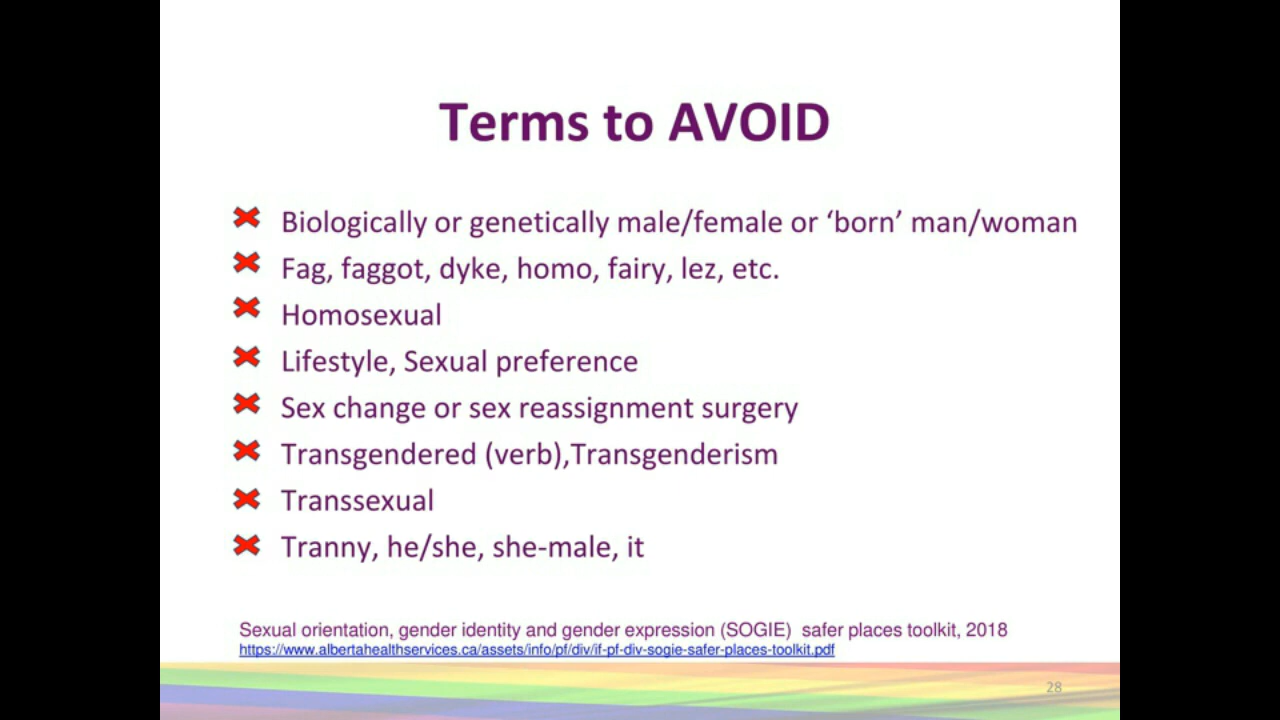 Terms to AVOID
Biologically or genetically male/female or ‘born’ man/woman
Fag, faggot, dyke, homo, fairy, lez, etc.
Homosexual
Lifestyle, Sexual preference
Sex change or sex reassignment surgery
Transgendered (verb),Transgenderism
Transsexual
Tranny, he/she, she-male, it
Sexual orientation, gender identity and gender expression (SOGIE)  safer places toolkit, 2018
https://www.albertahealthservices.ca/assets/info/pf/div/if-pf-div-sogie-safer-places-toolkit.pdf
28